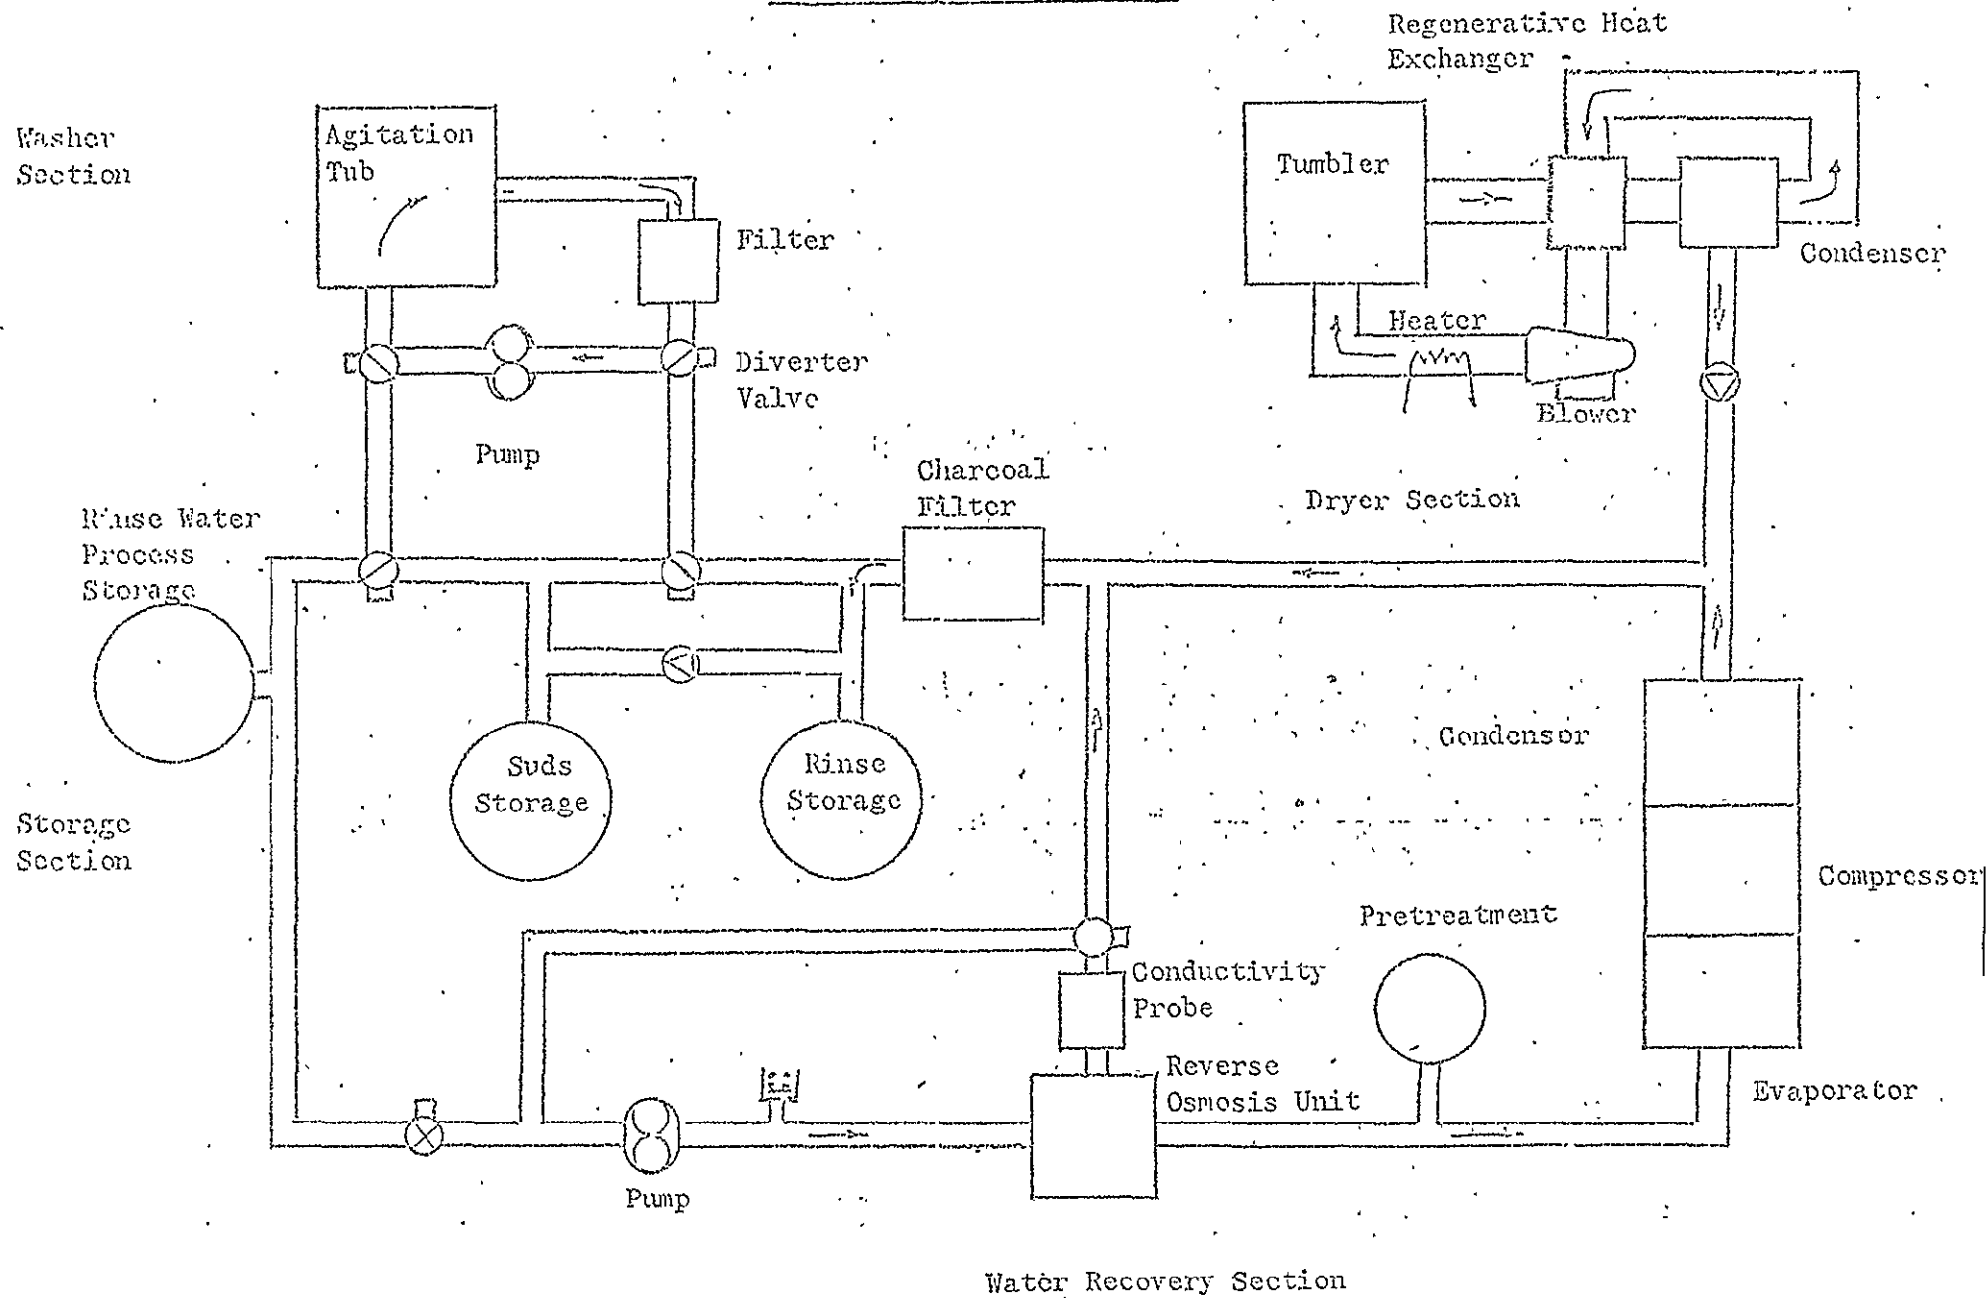 Regenerative Heat
Exchanger
Washer
Section
Agitation
Tub
Tumbler
Filter
Condenser
Heater
Diverter
Valve
Blower
Pump
Charcoal
Filter
Dryer Section
Rinse Water
Process
Storage
Condensor
Suds
Storage
Rinse
Storage
Storage
Section
Compressor
Pretreatment
Conductivity
Probe
Reverse
Osmosis Unit
Evaporator
Pump
Water Recovery Section